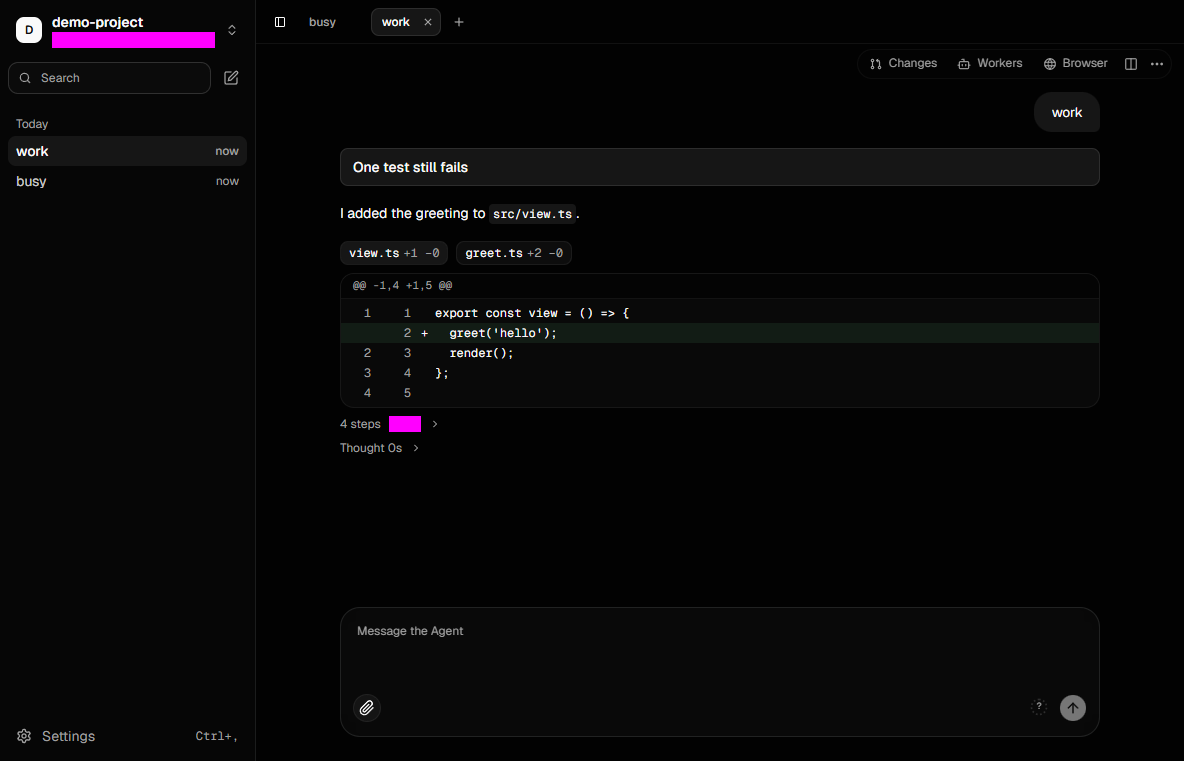 D
demo-project
Search
Today
work now
busy now
Settings Ctrl+,
busy
work
Changes
Workers
Browser
work
One test still fails
I added the greeting to src/view.ts.
view.ts +1 −0 greet.ts +2 −0
@@ -1,4 +1,5 @@
1 1 export const view = () => {
2 + greet('hello');
2 3 render();
3 4 };
4 5
4 steps
Thought 0s
Message the Agent
?